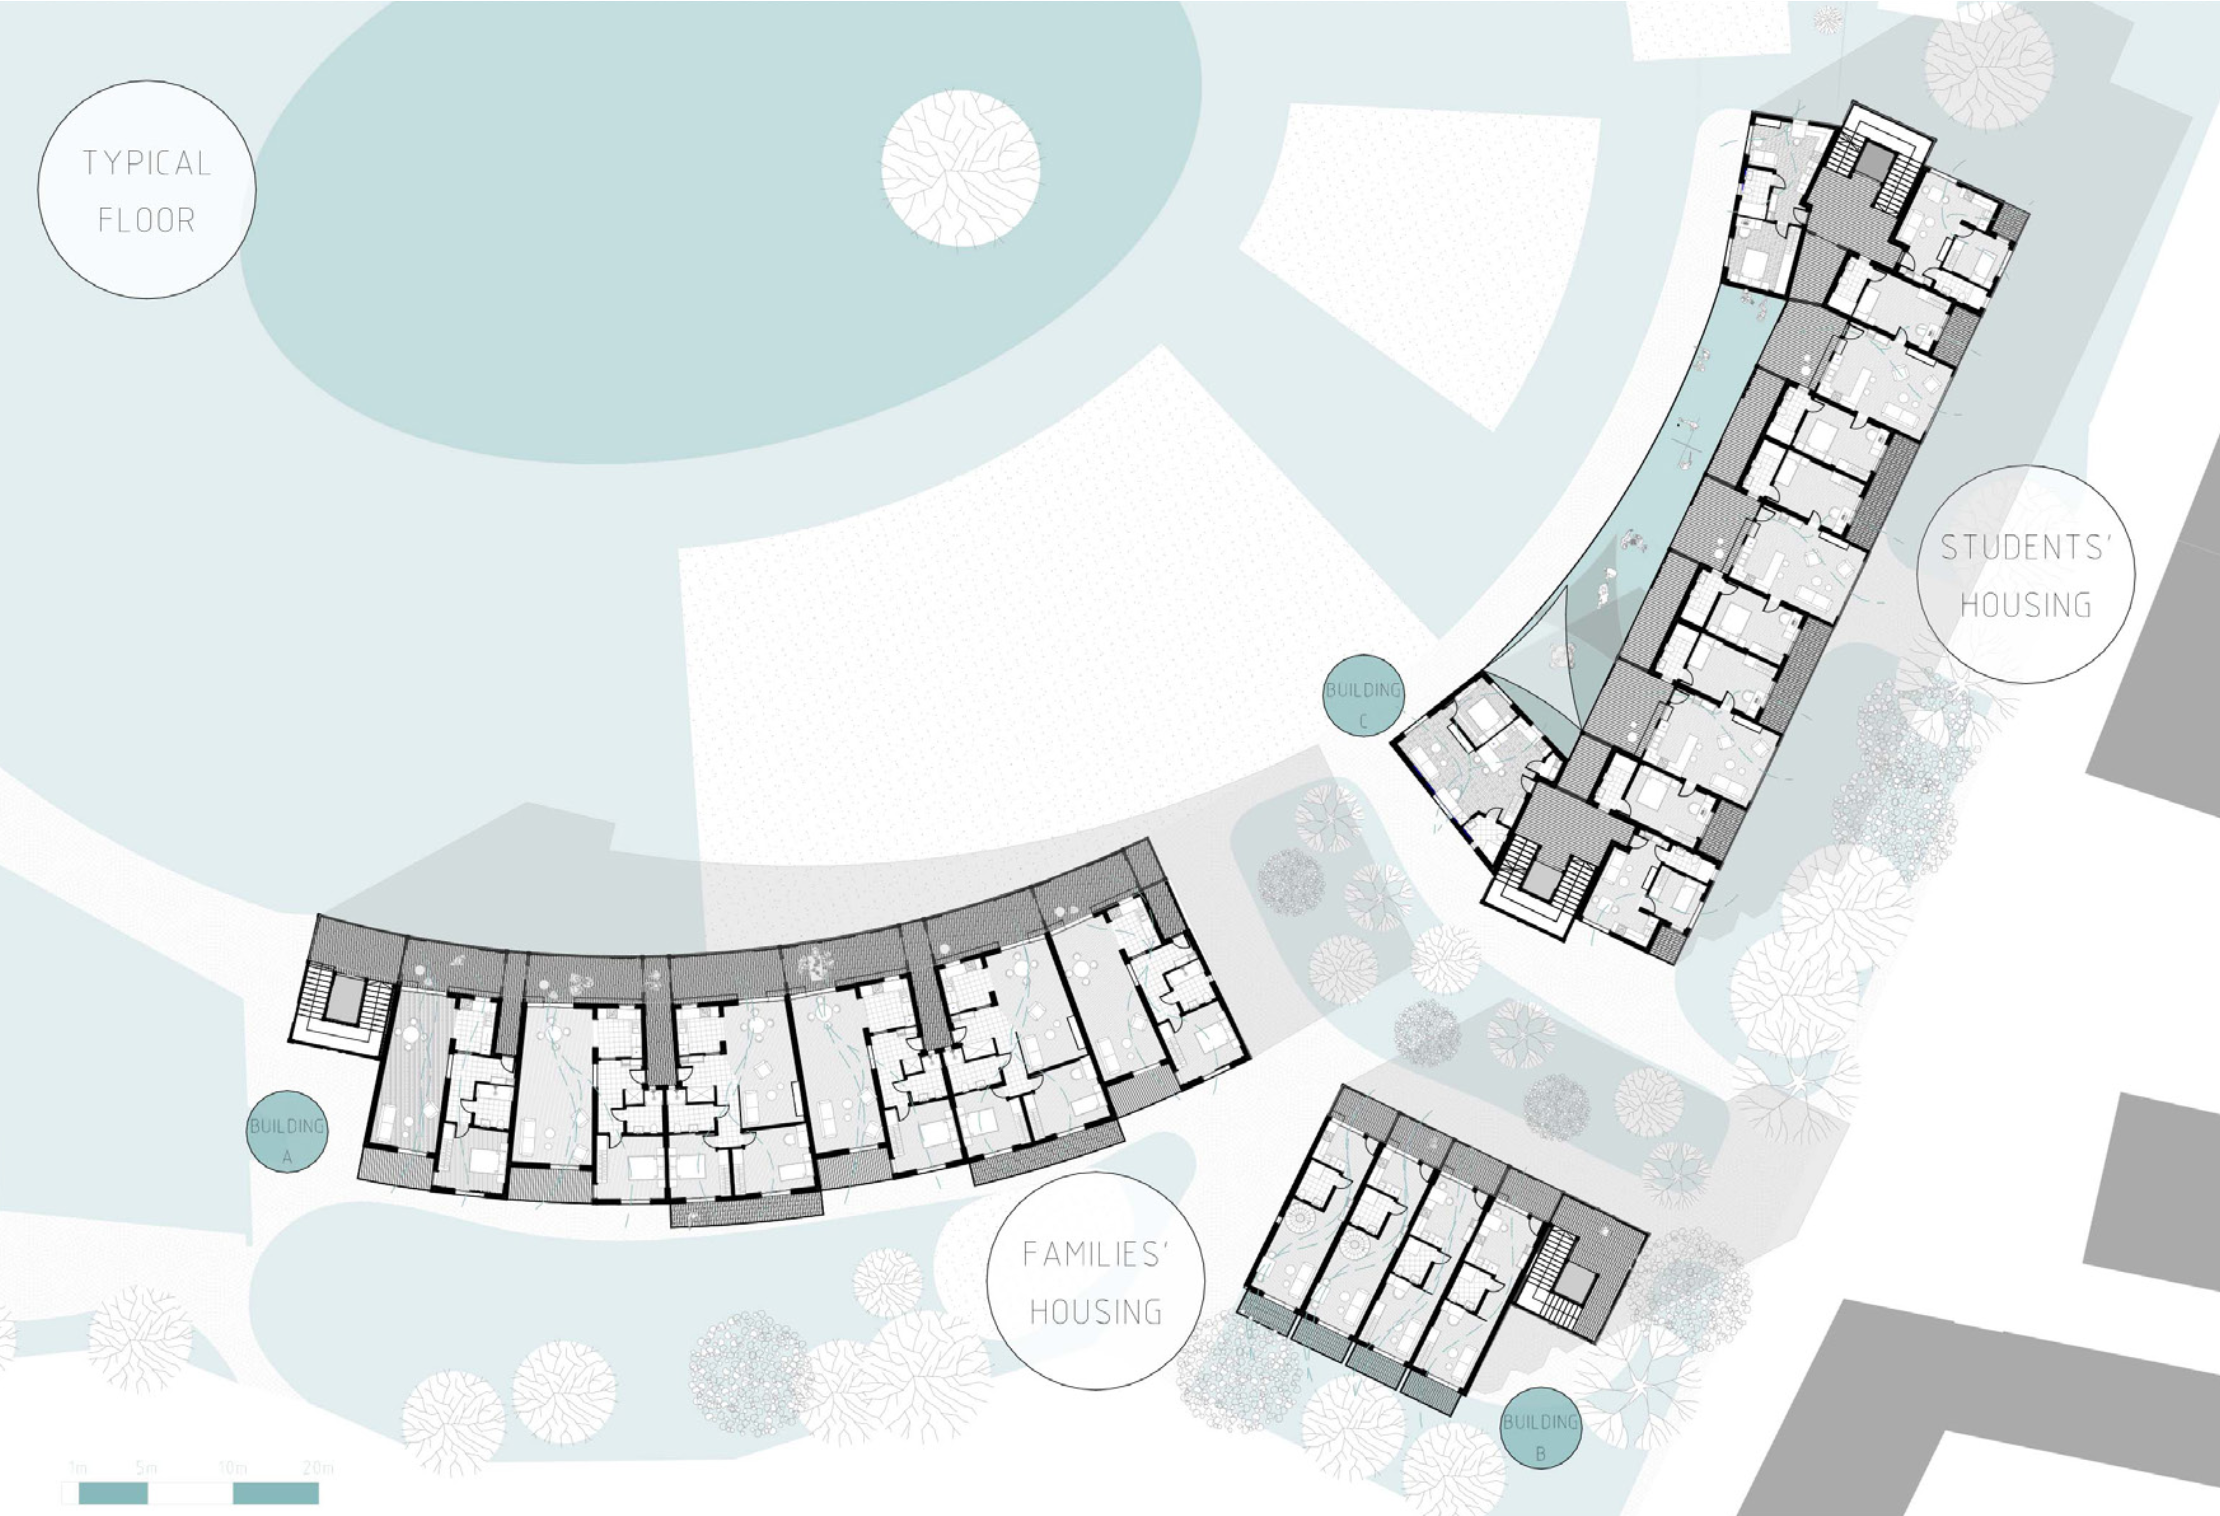 TYPICAL
FLOOR
STUDENTS'
HOUSING
BUILDING
C
BUILDING
A
FAMILIES'
HOUSING
BUILDING
B
1m 5m 10m 20m